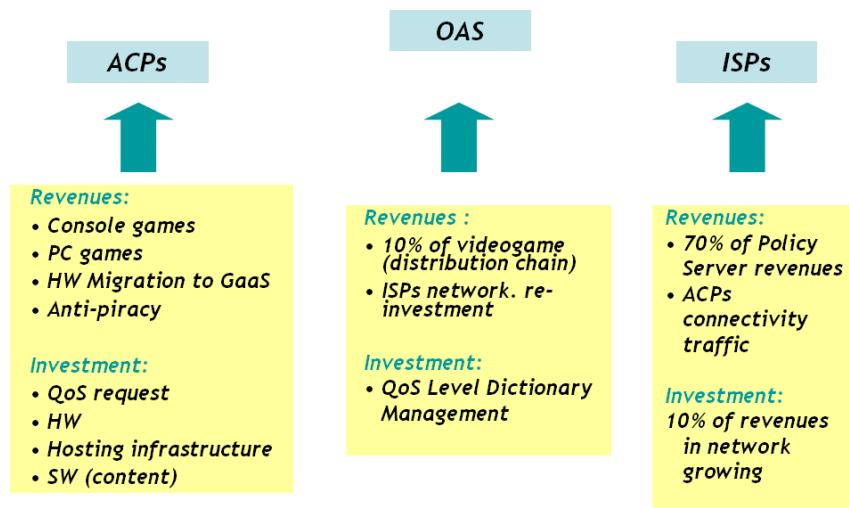 ACPs
Revenues:
• Console games
• PC games
• HW Migration to GaaS
• Anti-piracy
Investment:
• QoS request
• HW
• Hosting infrastructure
• SW (content)
OAS
Revenues :
• 10% of videogame
(distribution chain)
• ISPs network. re-
investment
Investment:
• QoS Level Dictionary
Management
ISPs
Revenues:
• 70% of Policy
Server revenues
• ACPs
connectivity
traffic
Investment:
10% of revenues
in network
growing